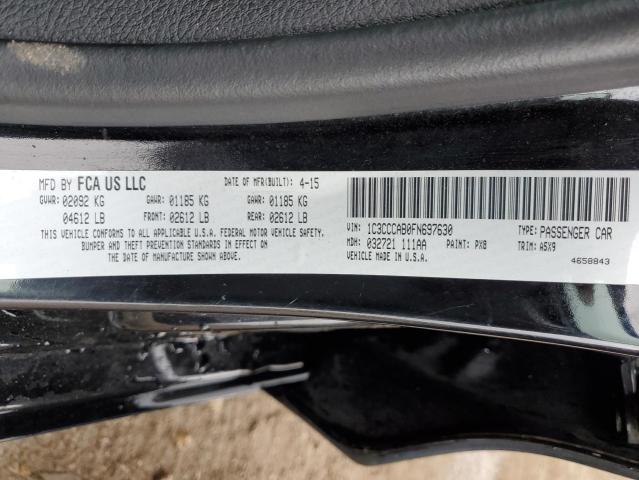 MFD BY FCA US LLC DATE OF MFR(BUILT): 4-15
GVWR: 02092 KG GAWR: 01185 KG GAWR: 01185 KG
04612 LB FRONT: 02612 LB REAR: 02612 LB
THIS VEHICLE CONFORMS TO ALL APPLICABLE U.S.A. FEDERAL MOTOR VEHICLE SAFETY,
BUMPER AND THEFT PREVENTION STANDARDS IN EFFECT ON
THE DATE OF MANUFACTURE SHOWN ABOVE.
VIN: 1C3CCCAB0FN697630 TYPE: PASSENGER CAR
MDH: 032721 111AA PAINT: PX8 TRIM: A5X9
VEHICLE MADE IN U.S.A. 4658843